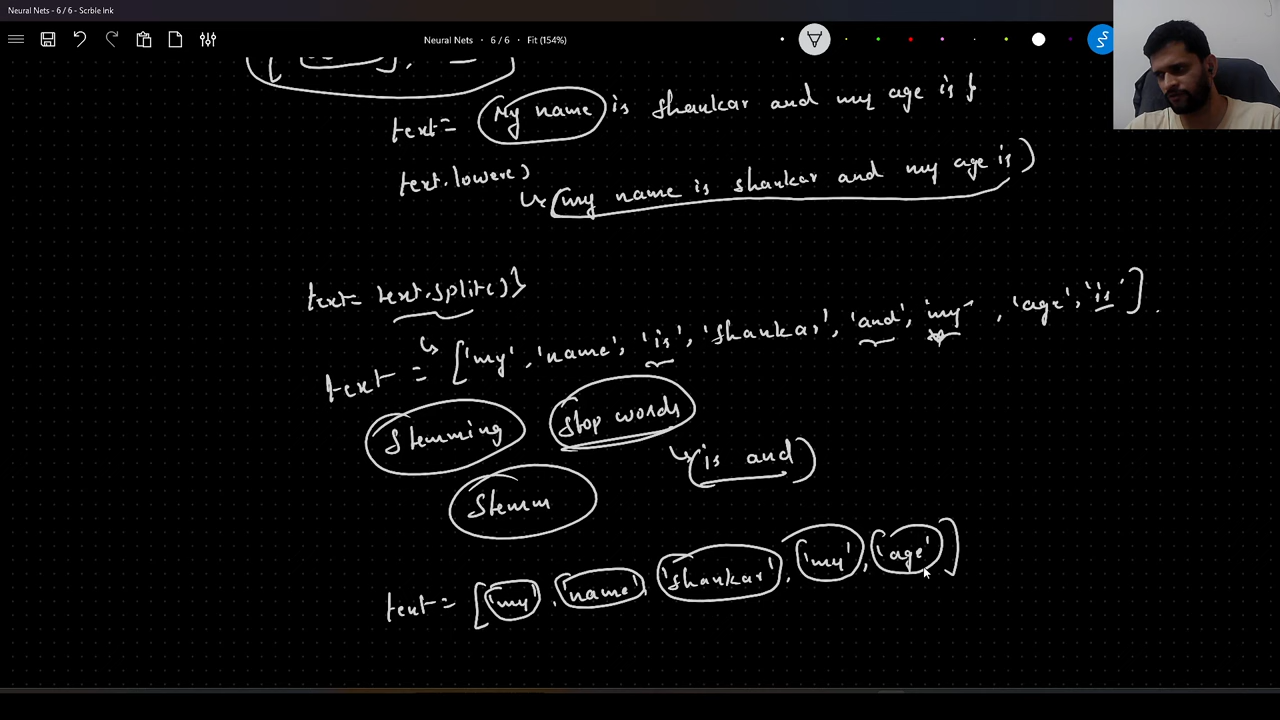 Neural Nets - 6 / 6 - Scrble Ink
Neural Nets • 6 / 6 • Fit (154%)
text= My name is shankar and my age is }
text.lower()
(my name is shankar and my age is)
text= text.split()}
text = ['my', 'name', 'is', 'shankar', 'and', 'my' , 'age', 'is'].
Stemming stop words
(is and)
Stemm
text= ['my', 'name', 'shankar', 'my', 'age']